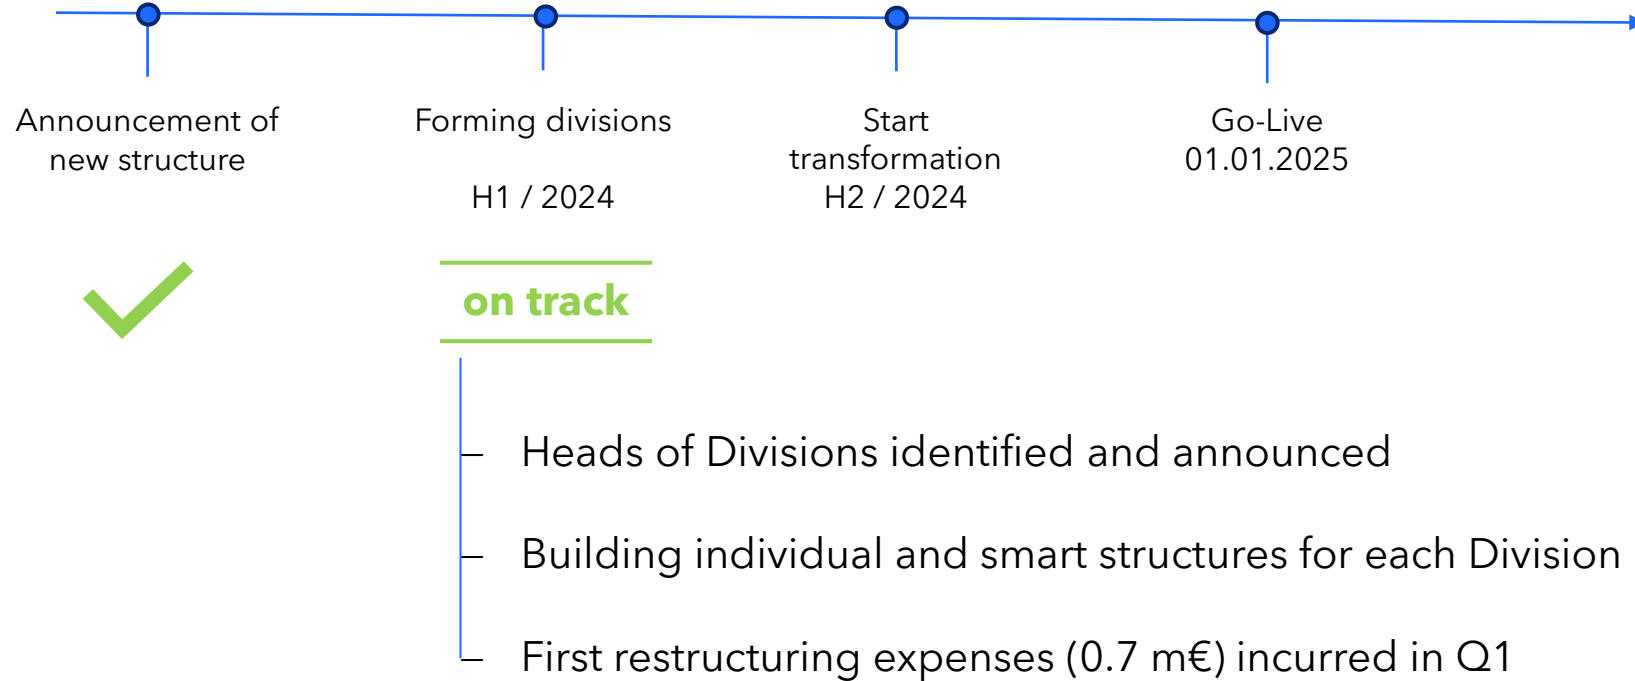 Announcement of
new structure
Forming divisions
H1 / 2024
Start
transformation
H2 / 2024
Go-Live
01.01.2025
on track
– Heads of Divisions identified and announced
– Building individual and smart structures for each Division
– First restructuring expenses (0.7 m€) incurred in Q1